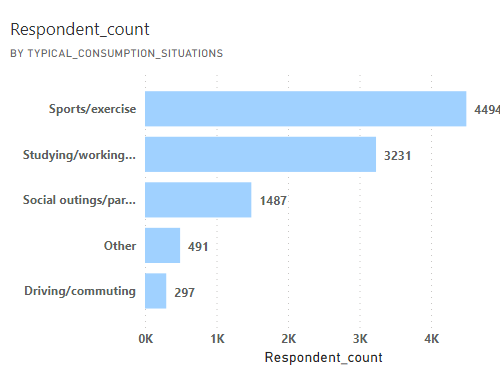 Respondent_count
BY TYPICAL_CONSUMPTION_SITUATIONS
Sports/exercise 4494
Studying/working... 3231
Social outings/par... 1487
Other 491
Driving/commuting 297
0K 1K 2K 3K 4K
Respondent_count